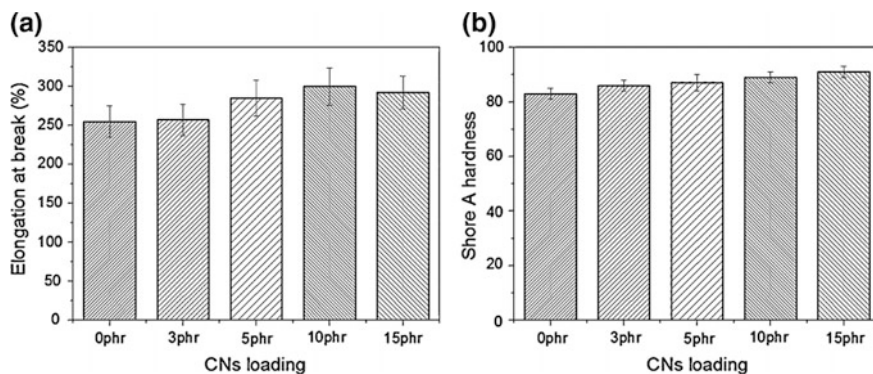 (a)
350
300
250
200
150
100
50
0
Elongation at break (%)
0phr 3phr 5phr 10phr 15phr
CNs loading
(b)
100
80
60
40
20
0
Shore A hardness
0phr 3phr 5phr 10phr 15phr
CNs loading